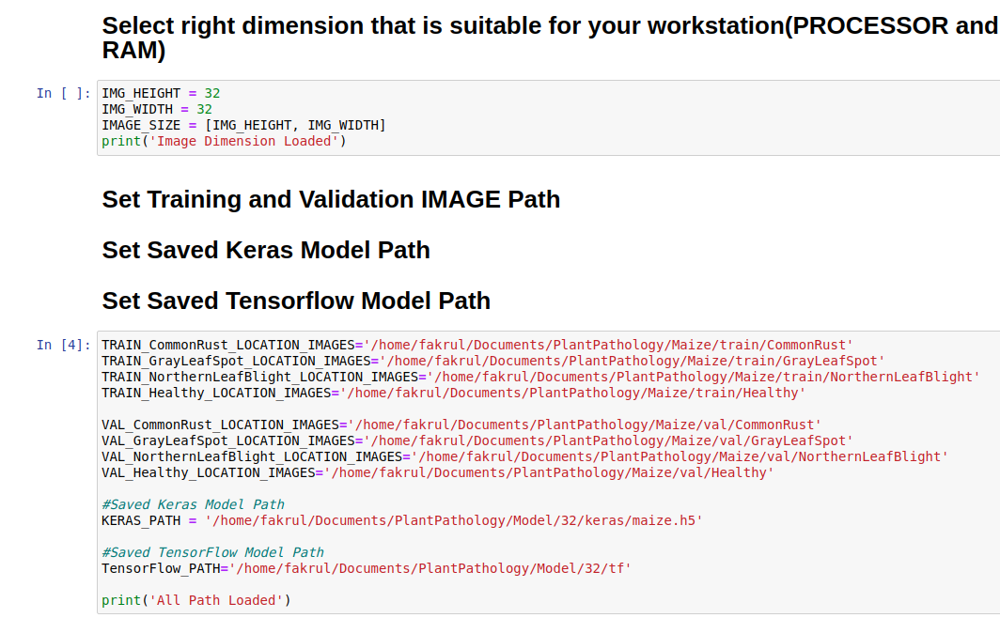 Select right dimension that is suitable for your workstation(PROCESSOR and
RAM)
In [ ]:
IMG_HEIGHT = 32
IMG_WIDTH = 32
IMAGE_SIZE = [IMG_HEIGHT, IMG_WIDTH]
print('Image Dimension Loaded')
Set Training and Validation IMAGE Path
Set Saved Keras Model Path
Set Saved Tensorflow Model Path
In [4]:
TRAIN_CommonRust_LOCATION_IMAGES='/home/fakrul/Documents/PlantPathology/Maize/train/CommonRust'
TRAIN_GrayLeafSpot_LOCATION_IMAGES='/home/fakrul/Documents/PlantPathology/Maize/train/GrayLeafSpot'
TRAIN_NorthernLeafBlight_LOCATION_IMAGES='/home/fakrul/Documents/PlantPathology/Maize/train/NorthernLeafBlight'
TRAIN_Healthy_LOCATION_IMAGES='/home/fakrul/Documents/PlantPathology/Maize/train/Healthy'
VAL_CommonRust_LOCATION_IMAGES='/home/fakrul/Documents/PlantPathology/Maize/val/CommonRust'
VAL_GrayLeafSpot_LOCATION_IMAGES='/home/fakrul/Documents/PlantPathology/Maize/val/GrayLeafSpot'
VAL_NorthernLeafBlight_LOCATION_IMAGES='/home/fakrul/Documents/PlantPathology/Maize/val/NorthernLeafBlight'
VAL_Healthy_LOCATION_IMAGES='/home/fakrul/Documents/PlantPathology/Maize/val/Healthy'
#Saved Keras Model Path
KERAS_PATH = '/home/fakrul/Documents/PlantPathology/Model/32/keras/maize.h5'
#Saved TensorFlow Model Path
TensorFlow_PATH='/home/fakrul/Documents/PlantPathology/Model/32/tf'
print('All Path Loaded')